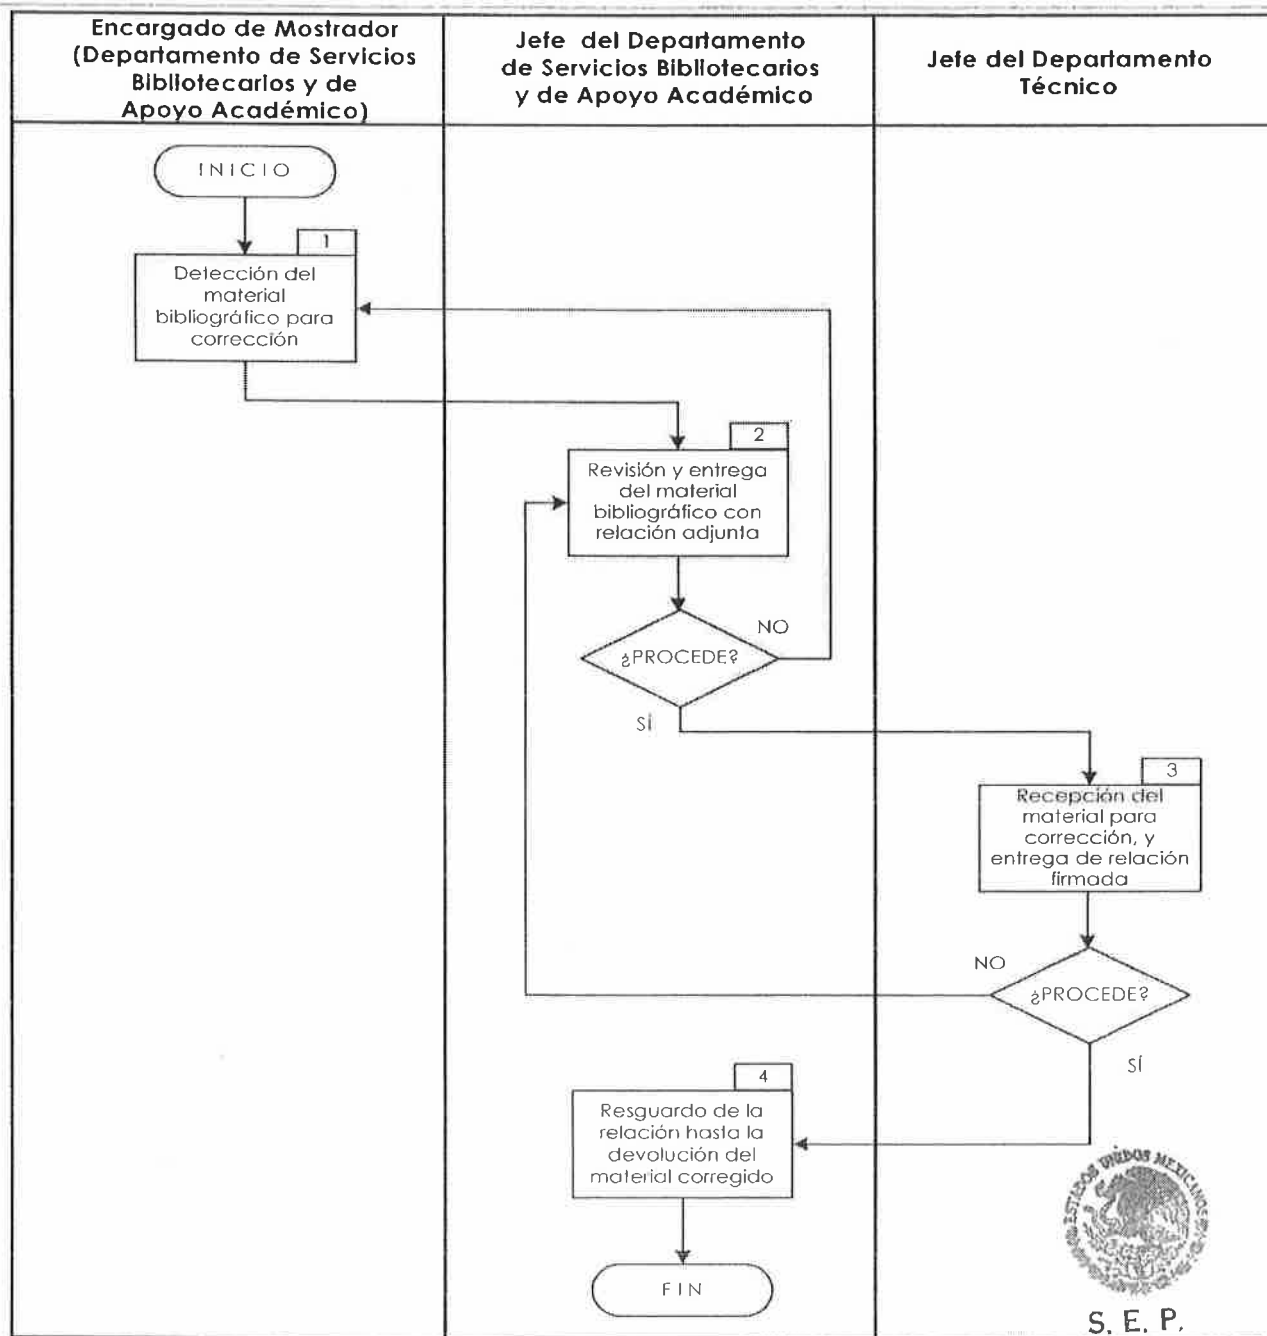 Encargado de Mostrador
(Departamento de Servicios
Bibliotecarios y de
Apoyo Académico)
Jefe del Departamento
de Servicios Bibliotecarios
y de Apoyo Académico
Jefe del Departamento
Técnico
INICIO
1
Detección del
material
bibliográfico para
corrección
2
Revisión y entrega
del material
bibliográfico con
relación adjunta
¿PROCEDE?
NO
SÍ
3
Recepción del
material para
corrección, y
entrega de relación
firmada
NO
¿PROCEDE?
SÍ
4
Resguardo de la
relación hasta la
devolución del
material corregido
FIN
ESTADOS UNIDOS MEXICANOS
S. E. P.